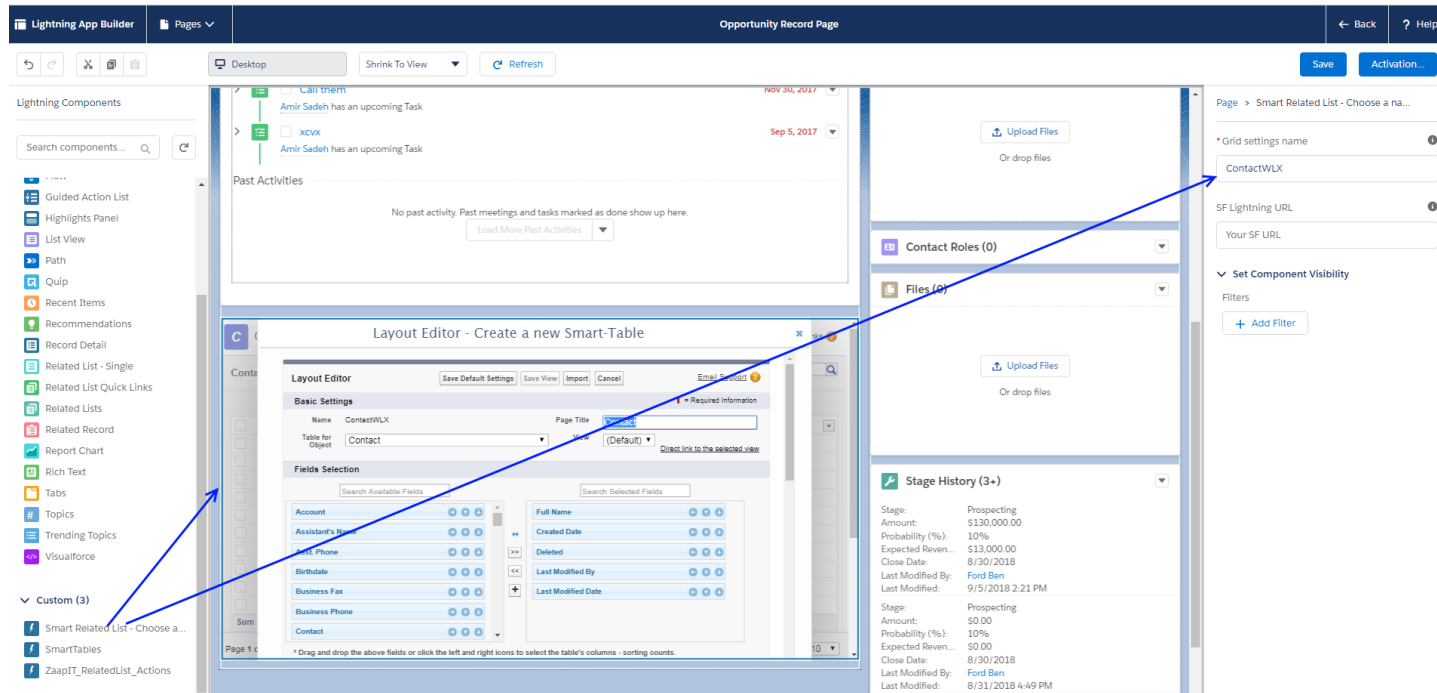 Lightning App Builder
Pages
Opportunity Record Page
Back
? Help
Desktop
Shrink To View
Refresh
Save
Activation...
Lightning Components
Search components...
Guided Action List
Highlights Panel
List View
Path
Quip
Recent Items
Recommendations
Record Detail
Related List - Single
Related List Quick Links
Related Lists
Related Record
Report Chart
Rich Text
Tabs
Topics
Trending Topics
Visualforce
Custom (3)
Smart Related List - Choose a...
SmartTables
ZaapIT_RelatedList_Actions
Call them
Nov 30, 2017
Amir Sadeh has an upcoming Task
xcvx
Sep 5, 2017
Amir Sadeh has an upcoming Task
Past Activities
No past activity. Past meetings and tasks marked as done show up here.
Load More Past Activities
C
Conta
Sum
Page 1
10
Layout Editor - Create a new Smart-Table
Layout Editor
Save Default Settings
Save View
Import
Cancel
Email Support
Basic Settings
= Required Information
Name
ContactWLX
Page Title
Contact
Table for Object
Contact
View
(Default)
Direct link to the selected view
Fields Selection
Search Available Fields
Search Selected Fields
Account
Assistant's Name
Asst. Phone
Birthdate
Business Fax
Business Phone
Contact
>>
<<
+
Full Name
Created Date
Deleted
Last Modified By
Last Modified Date
* Drag and drop the above fields or click the left and right icons to select the table's columns - sorting counts.
Upload Files
Or drop files
Contact Roles (0)
Files (0)
Upload Files
Or drop files
Stage History (3+)
Stage: Prospecting
Amount: $130,000.00
Probability (%): 10%
Expected Reven... $13,000.00
Close Date: 8/30/2018
Last Modified By: Ford Ben
Last Modified: 9/5/2018 2:21 PM
Stage: Prospecting
Amount: $0.00
Probability (%): 10%
Expected Reven... $0.00
Close Date: 8/30/2018
Last Modified By: Ford Ben
Last Modified: 8/31/2018 4:49 PM
Page > Smart Related List - Choose a na...
* Grid settings name
ContactWLX
SF Lightning URL
Your SF URL
Set Component Visibility
Filters
+ Add Filter